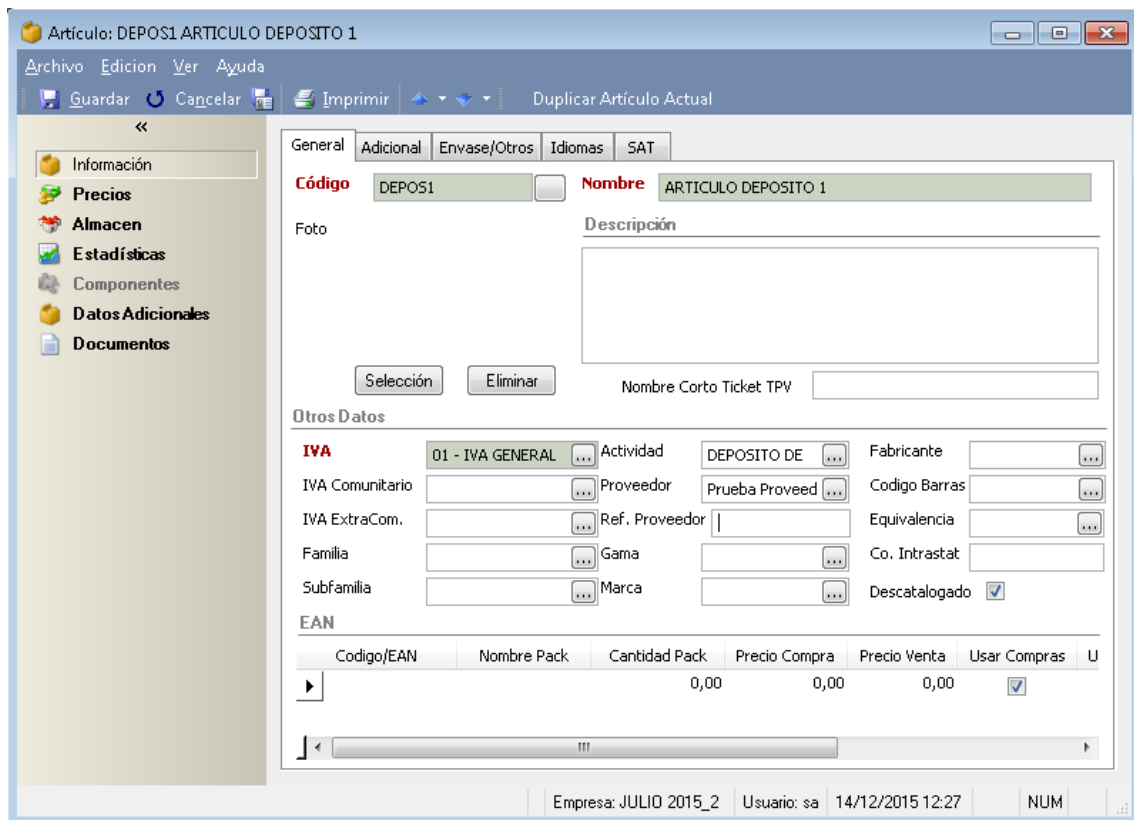 Artículo: DEPOS1 ARTICULO DEPOSITO 1
Archivo Edicion Ver Ayuda
Guardar Cancelar Imprimir Duplicar Artículo Actual
«
Información
Precios
Almacen
Estadísticas
Componentes
Datos Adicionales
Documentos
General Adicional Envase/Otros Idiomas SAT
Código DEPOS1 Nombre ARTICULO DEPOSITO 1
Foto Descripción
Selección Eliminar Nombre Corto Ticket TPV
Otros Datos
IVA 01 - IVA GENERAL ... Actividad DEPOSITO DE ... Fabricante ...
IVA Comunitario ... Proveedor Prueba Proveed ... Codigo Barras ...
IVA ExtraCom. ... Ref. Proveedor Equivalencia ...
Familia ... Gama ... Co. Intrastat
Subfamilia ... Marca ... Descatalogado
EAN
Codigo/EAN Nombre Pack Cantidad Pack Precio Compra Precio Venta Usar Compras U
0,00 0,00 0,00
Empresa: JULIO 2015_2 Usuario: sa 14/12/2015 12:27 NUM